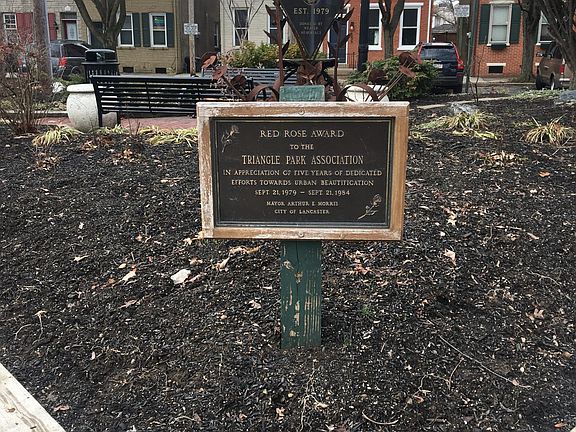 EST. 1979
RED ROSE AWARD
TO THE
TRIANGLE PARK ASSOCIATION
IN APPRECIATION OF FIVE YEARS OF DEDICATED
EFFORTS TOWARDS URBAN BEAUTIFICATION
SEPT. 21, 1979 – SEPT. 21, 1984
MAYOR ARTHUR E MORRIS
CITY OF LANCASTER